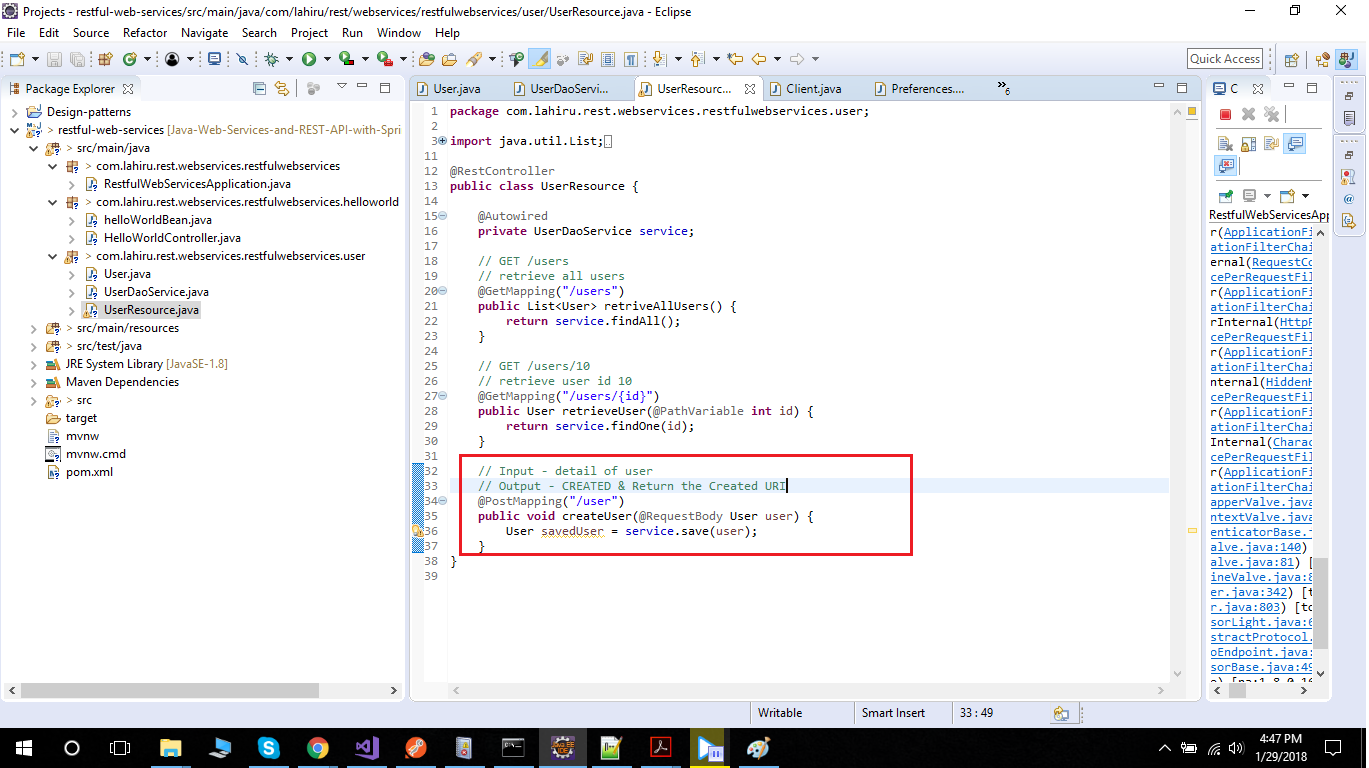 Projects - restful-web-services/src/main/java/com/lahiru/rest/webservices/restfulwebservices/user/UserResource.java - Eclipse
File Edit Source Refactor Navigate Search Project Run Window Help
Quick Access
Package Explorer
Design-patterns
> restful-web-services [Java-Web-Services-and-REST-API-with-Spri
> src/main/java
> com.lahiru.rest.webservices.restfulwebservices
RestfulWebServicesApplication.java
> com.lahiru.rest.webservices.restfulwebservices.helloworld
helloWorldBean.java
HelloWorldController.java
> com.lahiru.rest.webservices.restfulwebservices.user
User.java
UserDaoService.java
UserResource.java
> src/main/resources
> src/test/java
JRE System Library [JavaSE-1.8]
Maven Dependencies
> src
target
mvnw
mvnw.cmd
pom.xml
User.java UserDaoServi... UserResourc... Client.java Preferences.... »6
1 package com.lahiru.rest.webservices.restfulwebservices.user;
2
3 import java.util.List;
11
12 @RestController
13 public class UserResource {
14
15 @Autowired
16 private UserDaoService service;
17
18 // GET /users
19 // retrieve all users
20 @GetMapping("/users")
21 public List<User> retriveAllUsers() {
22 return service.findAll();
23 }
24
25 // GET /users/10
26 // retrieve user id 10
27 @GetMapping("/users/{id}")
28 public User retrieveUser(@PathVariable int id) {
29 return service.findOne(id);
30 }
31
32 // Input - detail of user
33 // Output - CREATED & Return the Created URI
34 @PostMapping("/user")
35 public void createUser(@RequestBody User user) {
36 User savedUser = service.save(user);
37 }
38 }
39
C
RestfulWebServicesApp
r(ApplicationFi
ationFilterChai
ernal(RequestCo
cePerRequestFil
r(ApplicationFi
ationFilterChai
rInternal(HttpP
cePerRequestFil
r(ApplicationFi
ationFilterChai
nternal(HiddenH
cePerRequestFil
r(ApplicationFi
ationFilterChai
Internal(Charac
cePerRequestFil
r(ApplicationFi
ationFilterChai
apperValve.java
ntextValve.java
enticatorBase.j
alve.java:140)
alve.java:81) [
ineValve.java:8
er.java:342) [t
r.java:803) [to
sorLight.java:6
stractProtocol.
oEndpoint.java:
sorBase.java:49
Writable Smart Insert 33 : 49
4:47 PM
1/29/2018